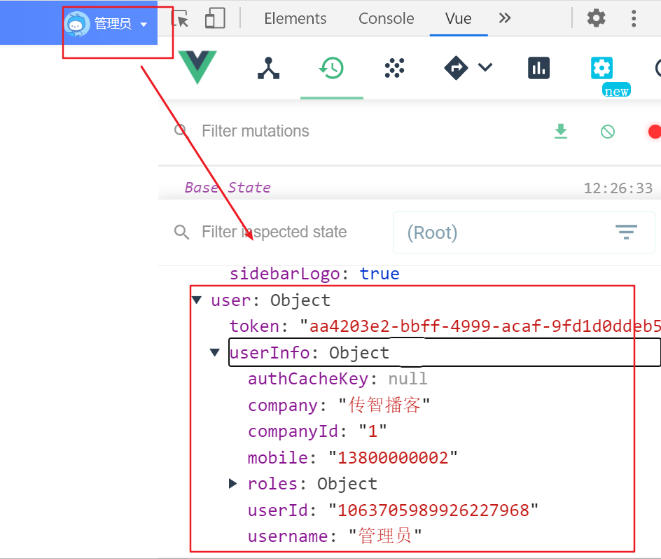 管理员
Elements Console Vue »
new
Filter mutations
Base State 12:26:33
Filter inspected state (Root)
sidebarLogo: true
user: Object
token: "aa4203e2-bbff-4999-acaf-9fd1d0ddeb5
userInfo: Object
authCacheKey: null
company: "传智播客"
companyId: "1"
mobile: "13800000002"
roles: Object
userId: "1063705989926227968"
username: "管理员"